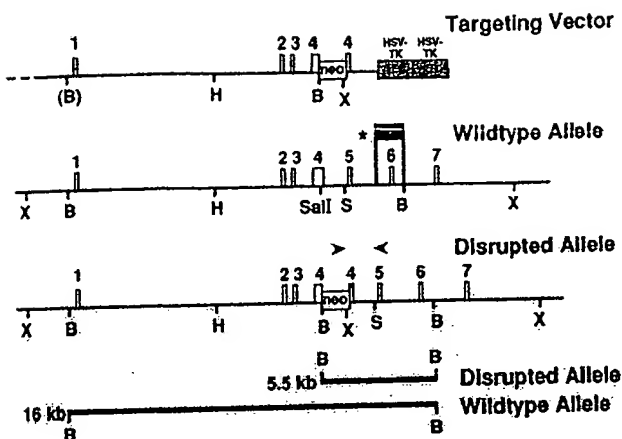 Targeting Vector
1 2 3 4 4 HSV-TK HSV-TK
neo
(B) H B X
Wildtype Allele
* 
1 2 3 4 5 6 7
X B H SalI S B X
Disrupted Allele
1 2 3 4 4 5 6 7
neo
X B H B X S B X
B B
5.5 kb Disrupted Allele
16 kb Wildtype Allele
B B